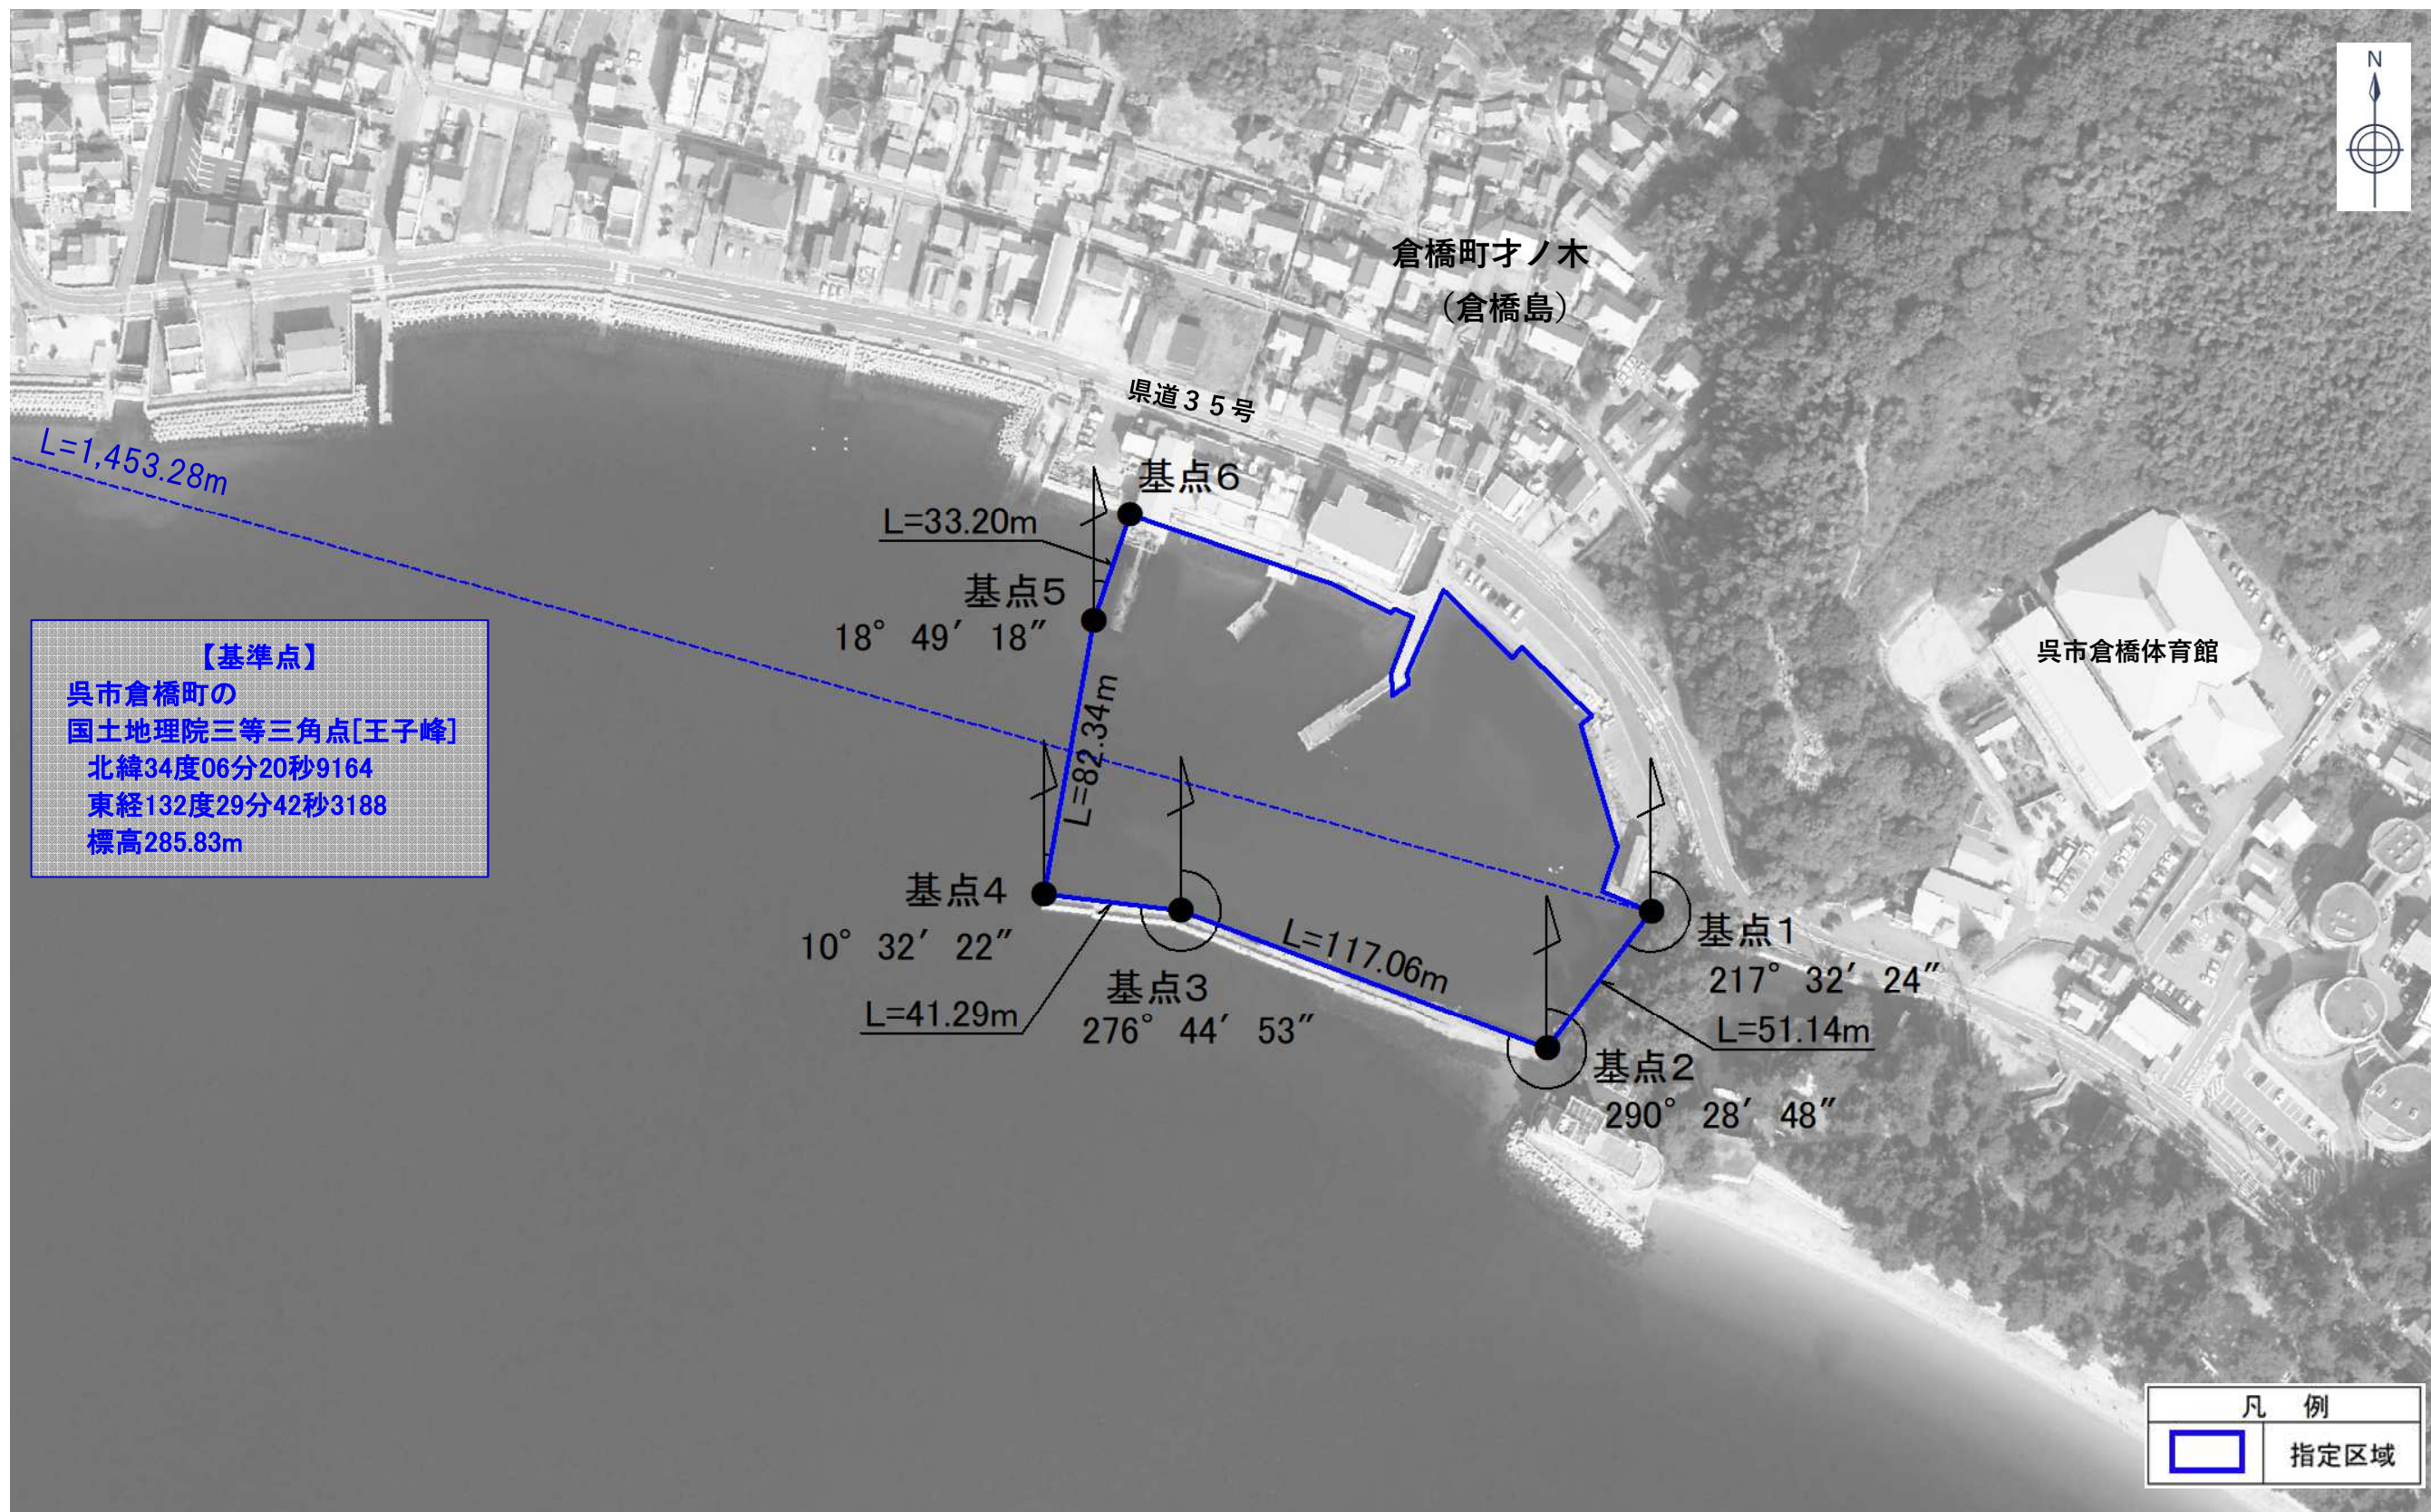 N
倉橋町才ノ木
（倉橋島）
県道３５号
L=1,453.28m
基点6
L=33.20m
基点5
18° 49′ 18″
呉市倉橋体育館
【基準点】
呉市倉橋町の
国土地理院三等三角点[王子峰]
北緯34度06分20秒9164
東経132度29分42秒3188
標高285.83m
L=82.34m
基点4
10° 32′ 22″
L=41.29m
基点3
276° 44′ 53″
L=117.06m
基点1
217° 32′ 24″
L=51.14m
基点2
290° 28′ 48″
凡 例
指定区域